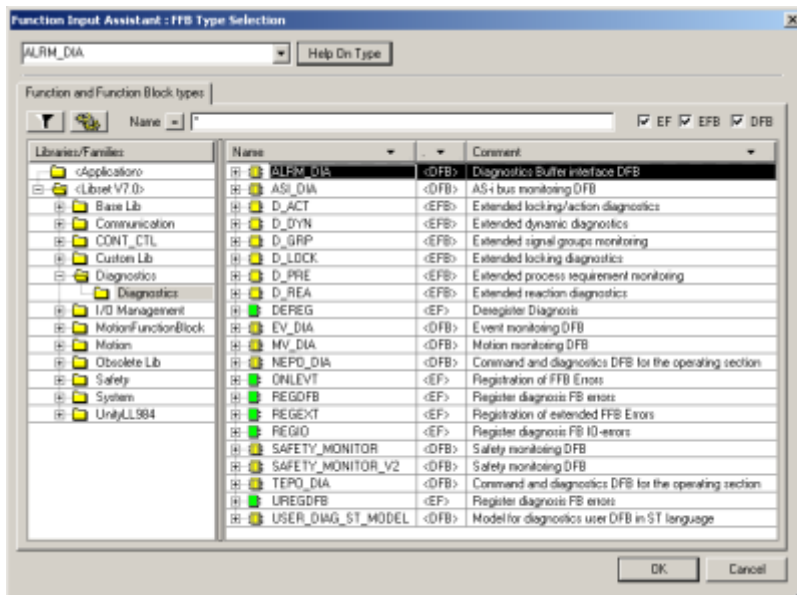 Function Input Assistant : FFB Type Selection
ALRM_DIA
Help On Type
Function and Function Block types
Name = * EF EFB DFB
Libraries/Families
<Application>
<Libset V7.0>
Base Lib
Communication
CONT_CTL
Custom Lib
Diagnostics
Diagnostics
I/O Management
MotionFunctionBlock
Motion
Obsolete Lib
Safety
System
UnityLL984
Name . Comment
ALRM_DIA <DFB> Diagnostics Buffer interface DFB
ASI_DIA <DFB> AS-i bus monitoring DFB
D_ACT <EFB> Extended locking/action diagnostics
D_DYN <EFB> Extended dynamic diagnostics
D_GRP <EFB> Extended signal groups monitoring
D_LOCK <EFB> Extended locking diagnostics
D_PRE <EFB> Extended process requirement monitoring
D_REA <EFB> Extended reaction diagnostics
DEREG <EF> Deregister Diagnosis
EV_DIA <DFB> Event monitoring DFB
MV_DIA <DFB> Motion monitoring DFB
NEPO_DIA <DFB> Command and diagnostics DFB for the operating section
ONLEVT <EF> Registration of FFB Errors
REGDFB <EF> Register diagnosis FB errors
REGEXT <EF> Registration of extended FFB Errors
REGIO <EF> Register diagnosis FB IO-errors
SAFETY_MONITOR <DFB> Safety monitoring DFB
SAFETY_MONITOR_V2 <DFB> Safety monitoring DFB
TEPO_DIA <DFB> Command and diagnostics DFB for the operating section
UREGDFB <EF> Register diagnosis FB errors
USER_DIAG_ST_MODEL <DFB> Model for diagnostics user DFB in ST language
OK Cancel